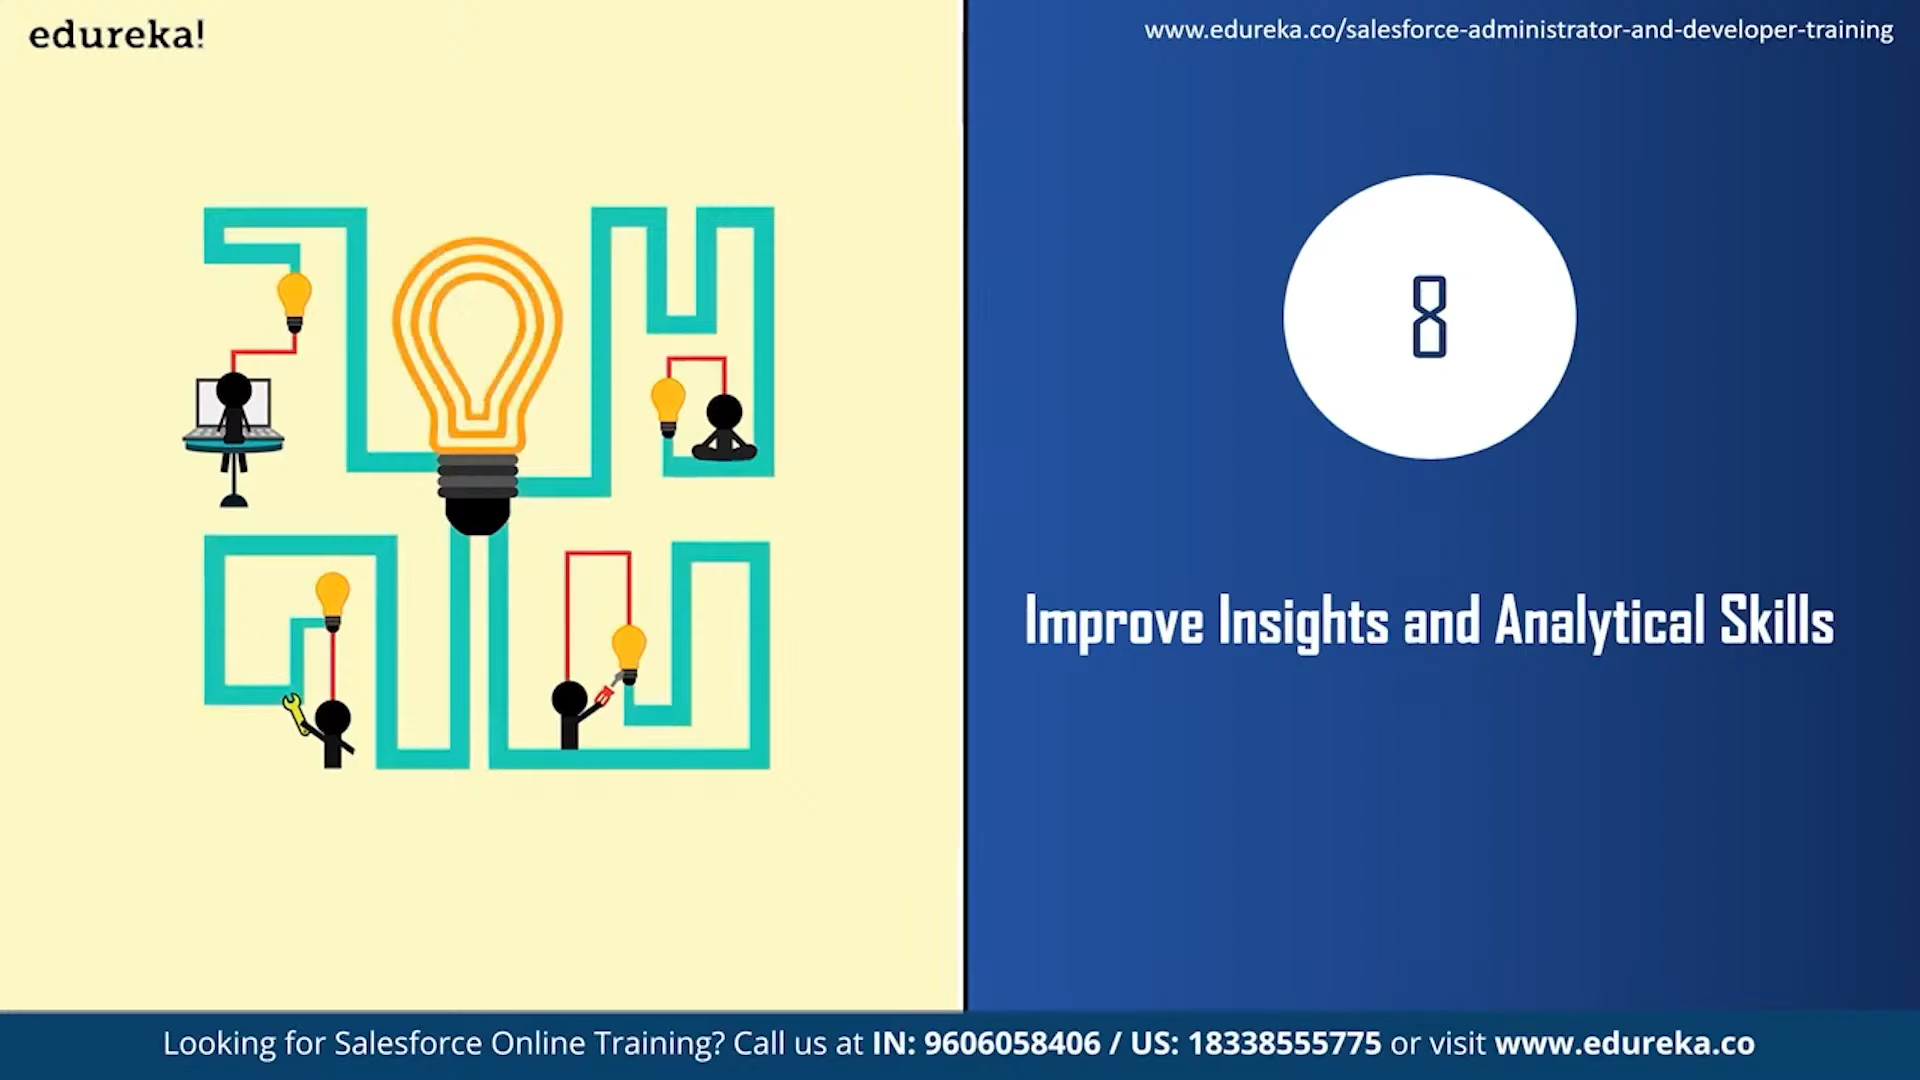 edureka!
www.edureka.co/salesforce-administrator-and-developer-training
8
Improve Insights and Analytical Skills
Looking for Salesforce Online Training? Call us at IN: 9606058406 / US: 18338555775 or visit www.edureka.co